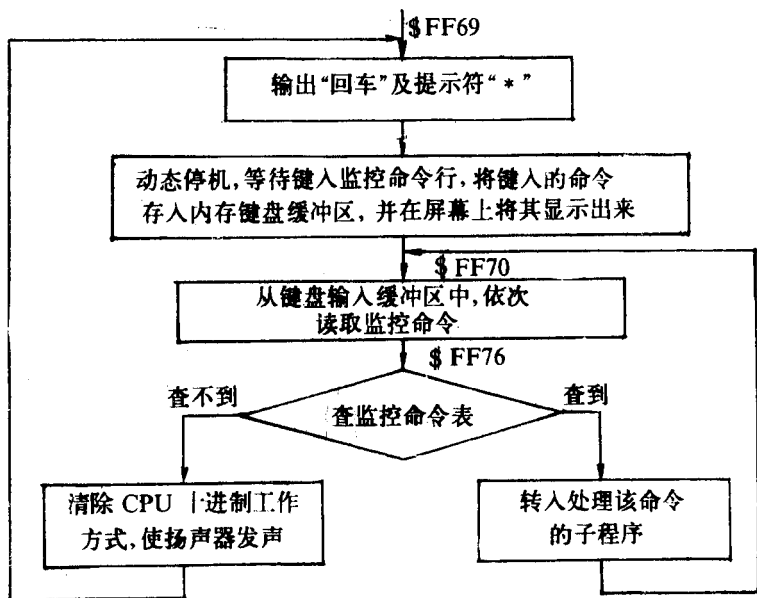 $FF69
输出“回车”及提示符“*”
动态停机,等待键入监控命令行,将键入的命令
存入内存键盘缓冲区,并在屏幕上将其显示出来
$FF70
从键盘输入缓冲区中,依次
读取监控命令
$FF76
查不到
查监控命令表
查到
清除 CPU 十进制工作
方式,使扬声器发声
转入处理该命令
的子程序